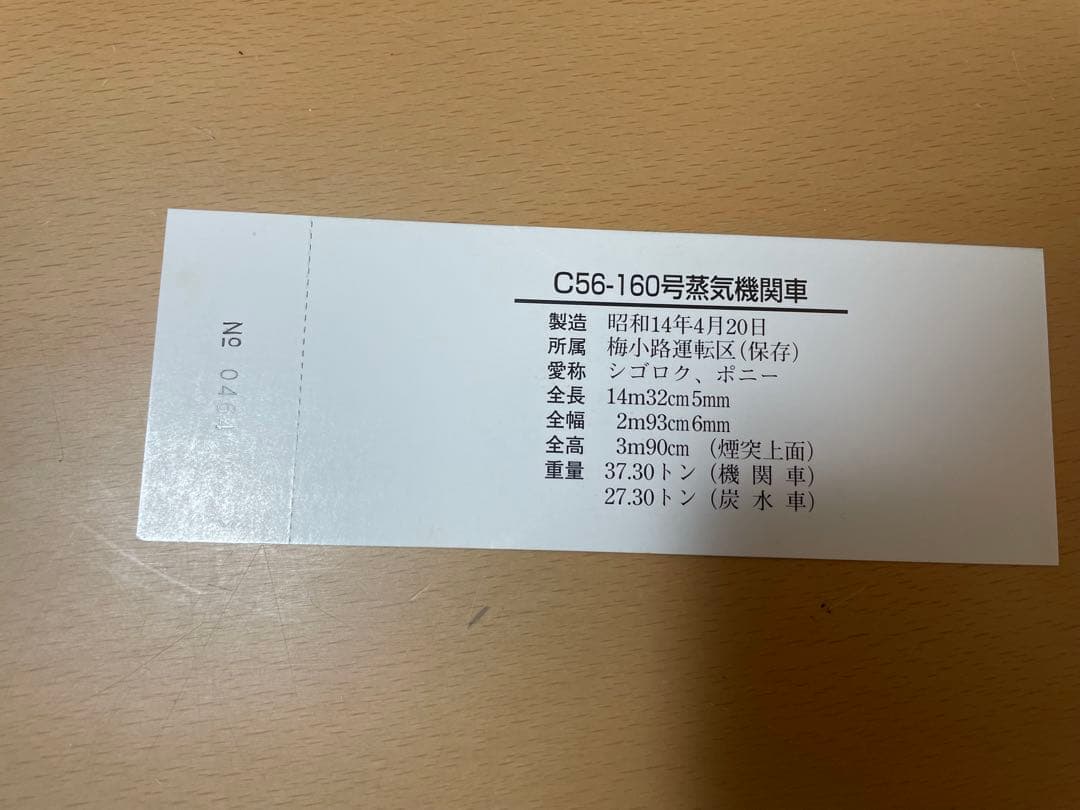 № 0461
C56-160号蒸気機関車
製造 昭和14年4月20日
所属 梅小路運転区(保存)
愛称 シゴロク、ポニー
全長 14m32cm5mm
全幅 2m93cm6mm
全高 3m90cm (煙突上面)
重量 37.30トン(機 関 車)
27.30トン(炭 水 車)